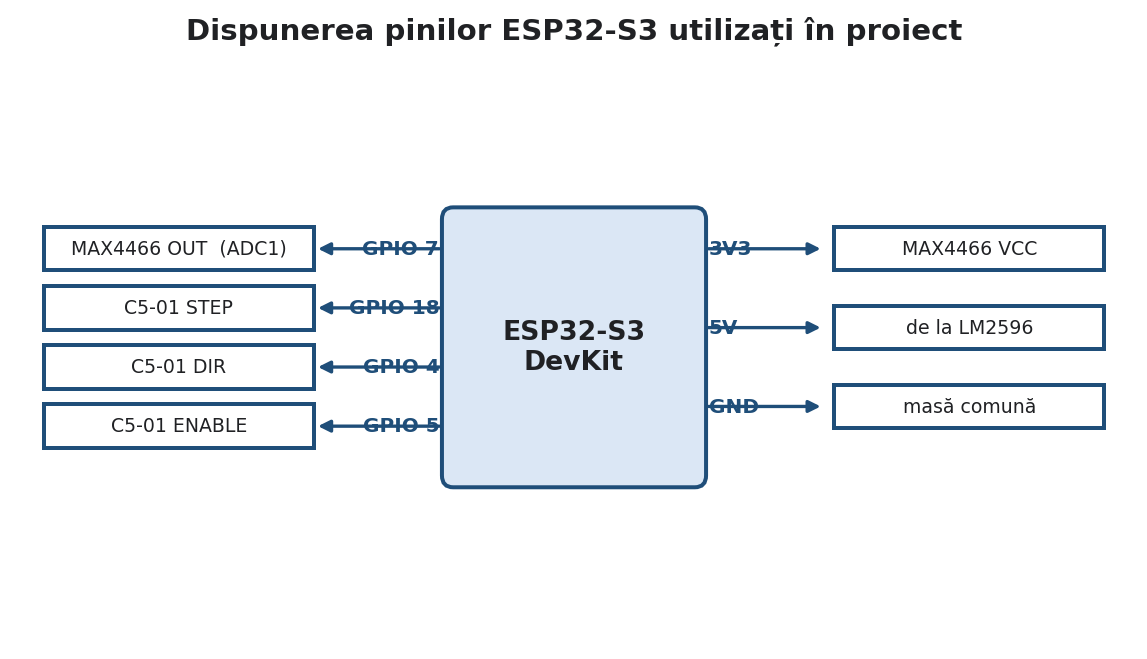 Dispunerea pinilor ESP32-S3 utilizați în proiect
MAX4466 OUT  (ADC1)
GPIO 7
C5-01 STEP
GPIO 18
C5-01 DIR
GPIO 4
C5-01 ENABLE
GPIO 5
ESP32-S3
DevKit
3V3
MAX4466 VCC
5V
de la LM2596
GND
masă comună